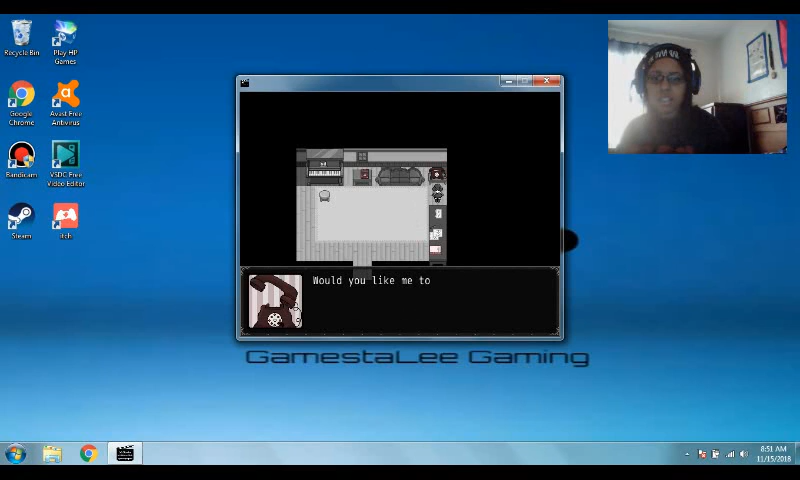 Recycle Bin
Play HP
Games
Google
Chrome
Avast Free
Antivirus
Bandicam
VSDC Free
Video Editor
Steam
itch
Would you like me to
GamestaLee Gaming
8:51 AM
11/15/2018